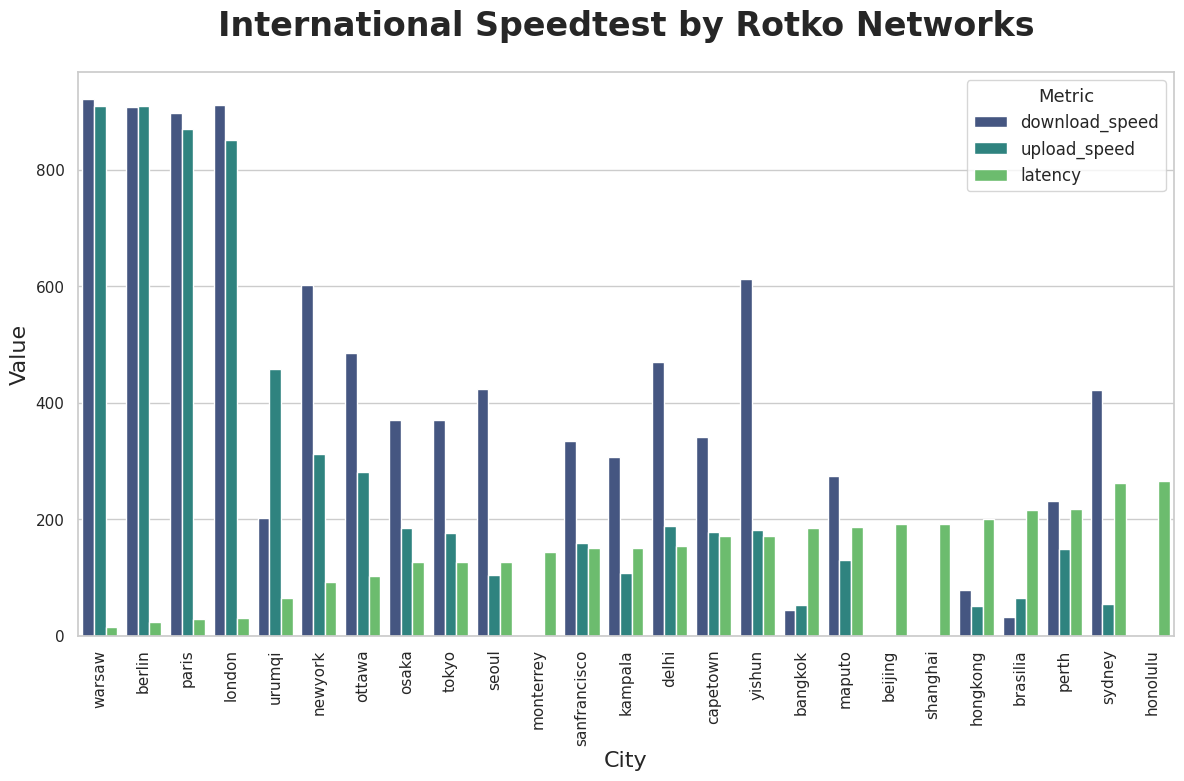 International Speedtest by Rotko Networks
Metric
download_speed
upload_speed
latency
Value
800
600
400
200
0
warsaw
berlin
paris
london
urumqi
newyork
ottawa
osaka
tokyo
seoul
monterrey
sanfrancisco
kampala
delhi
capetown
yishun
bangkok
maputo
beijing
shanghai
hongkong
brasilia
perth
sydney
honolulu
City